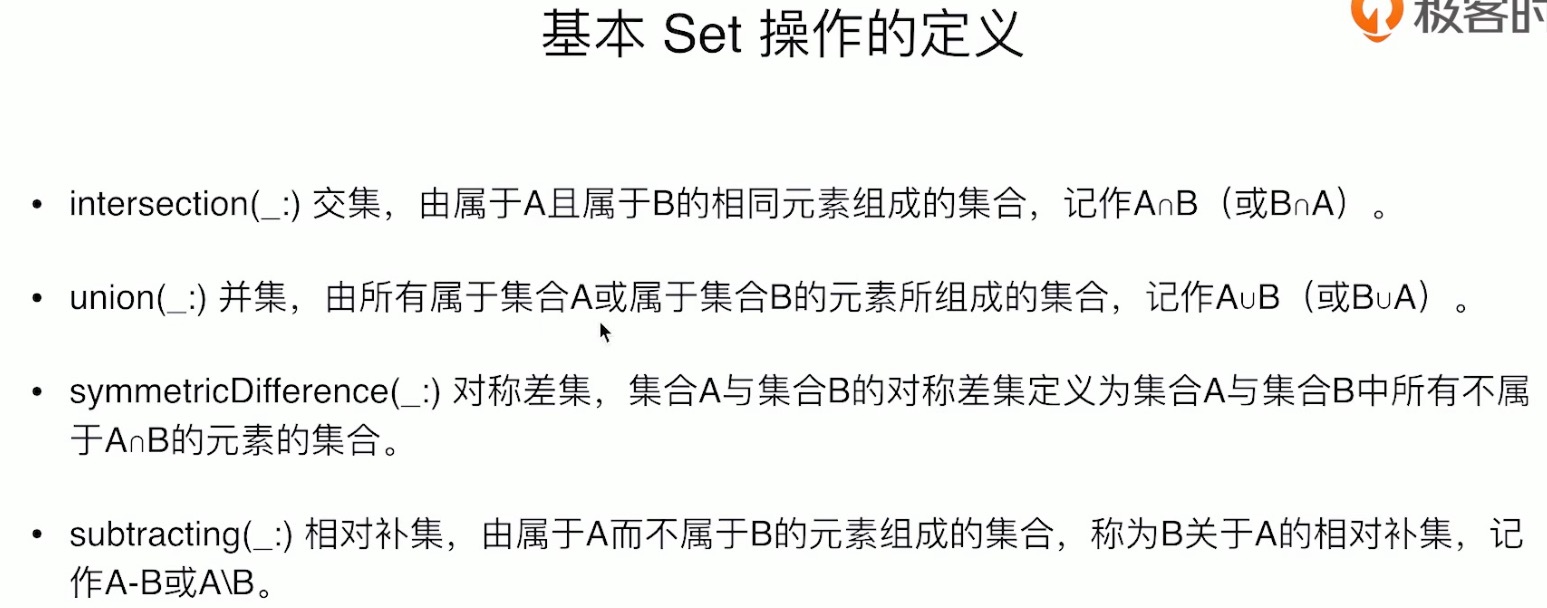 基本 Set 操作的定义
极客时
• intersection(_:) 交集，由属于A且属于B的相同元素组成的集合，记作A∩B（或B∩A）。
• union(_:) 并集，由所有属于集合A或属于集合B的元素所组成的集合，记作A∪B（或B∪A）。
• symmetricDifference(_:) 对称差集，集合A与集合B的对称差集定义为集合A与集合B中所有不属
于A∩B的元素的集合。
• subtracting(_:) 相对补集，由属于A而不属于B的元素组成的集合，称为B关于A的相对补集，记
作A-B或A\B。